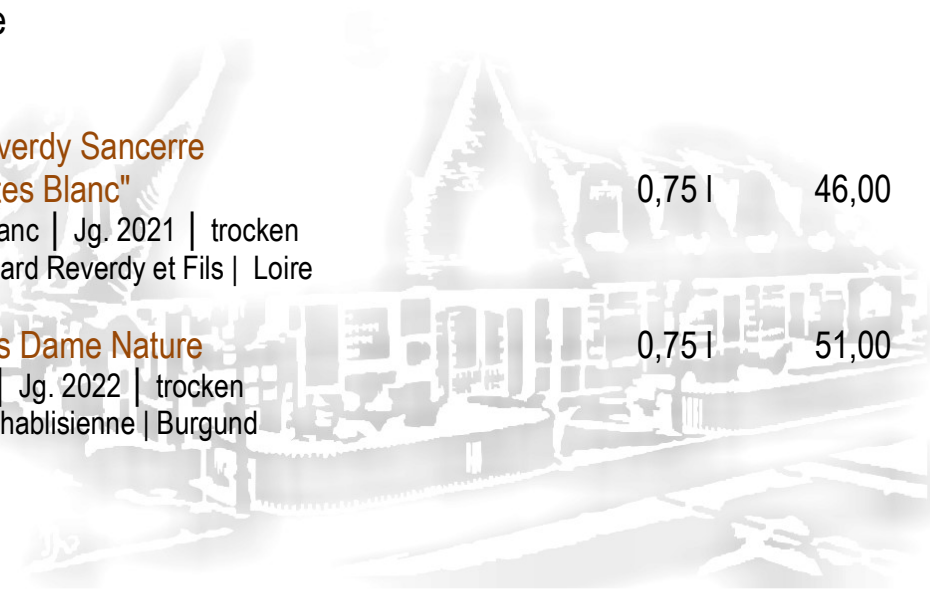 e
verdy Sancerre
tes Blanc" 0,75 l 46,00
anc | Jg. 2021 | trocken
ard Reverdy et Fils | Loire
s Dame Nature 0,75 l 51,00
| Jg. 2022 | trocken
hablisienne | Burgund